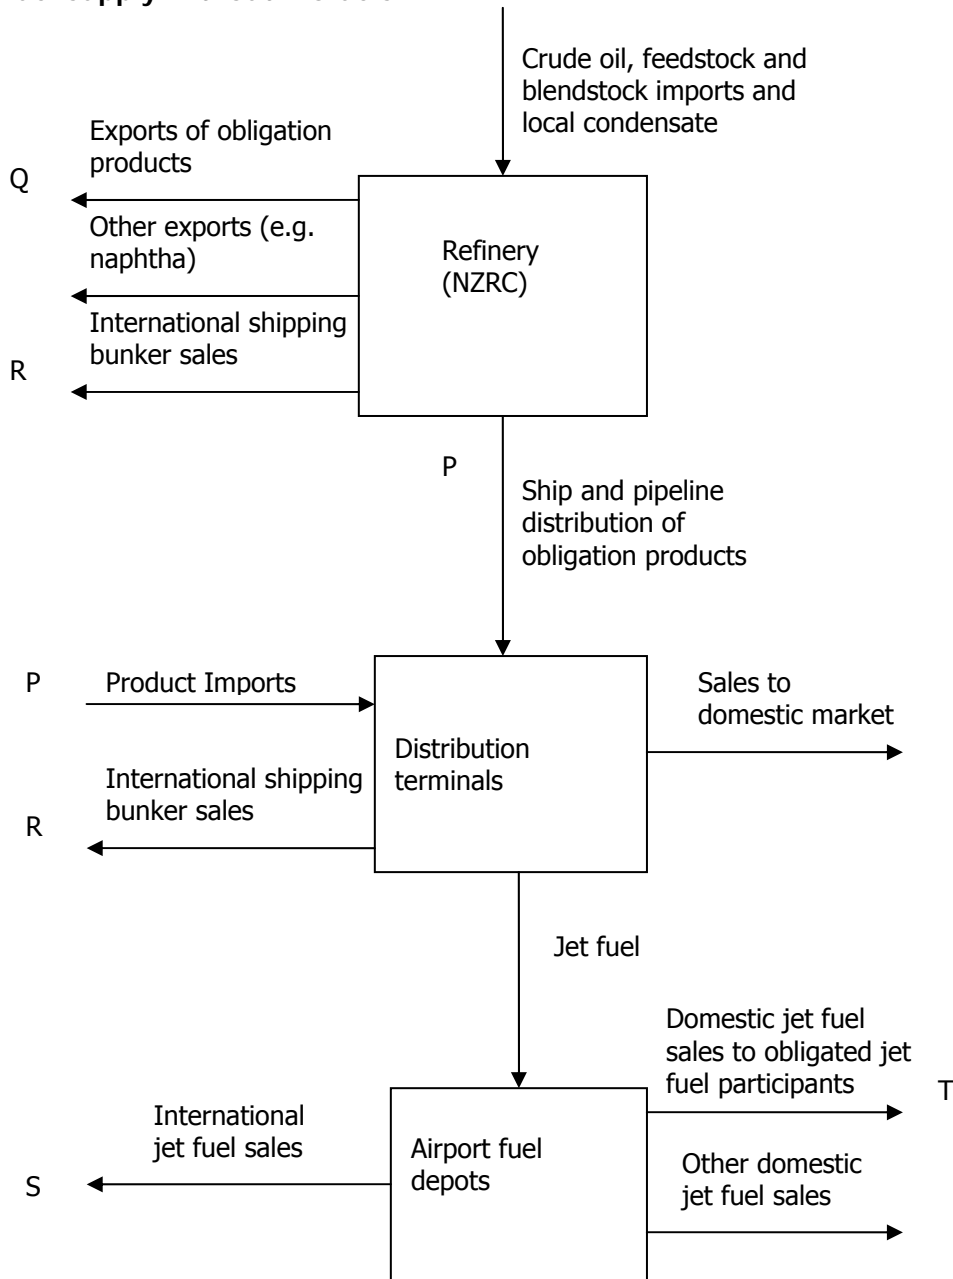 Crude oil, feedstock and
blendstock imports and
local condensate
Exports of obligation
products
Q
Other exports (e.g.
naphtha)
Refinery
(NZRC)
International shipping
bunker sales
R
P
Ship and pipeline
distribution of
obligation products
P
Product Imports
Sales to
domestic market
Distribution
terminals
International shipping
bunker sales
R
Jet fuel
Domestic jet fuel
sales to obligated jet
fuel participants
T
International
jet fuel sales
Airport fuel
depots
Other domestic
jet fuel sales
S